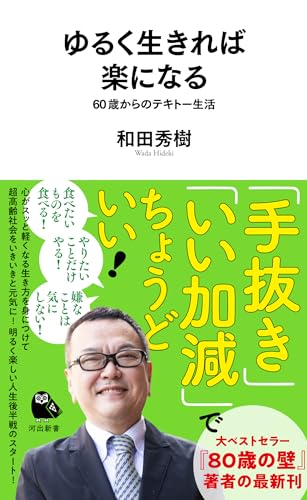 ゆるく生きれば
楽になる
60歳からのテキトー生活
和田秀樹
Wada Hideki
「手抜き」
「いい加減」で
ちょうど
いい!
食べたい
ものを
食べる!
やりたい
ことだけ
やる!
嫌な
ことは
気に
しない!
心がスッと軽くなる生き方を身につけて
超高齢社会をいきいきと元気に!明るく楽しい人生後半戦のスタート!
大ベストセラー
『80歳の壁』
著者の最新刊
河出新書